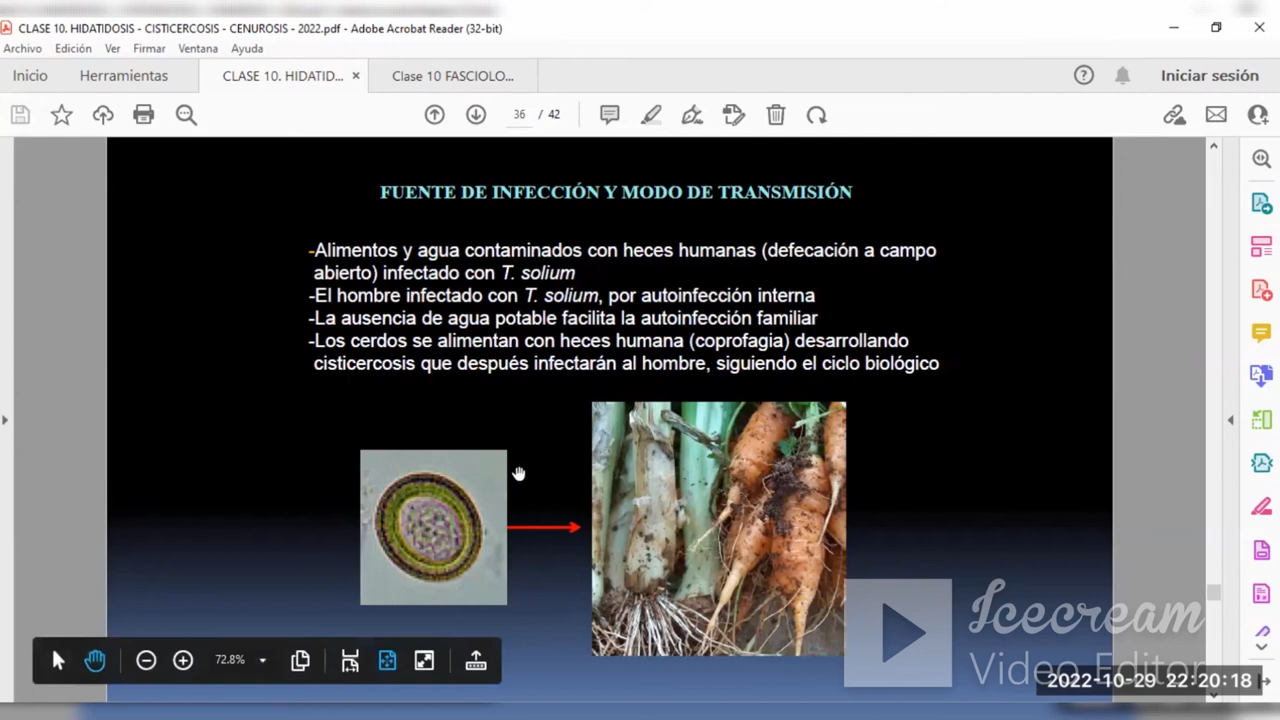 CLASE 10. HIDATIDOSIS - CISTICERCOSIS - CENUROSIS - 2022.pdf - Adobe Acrobat Reader (32-bit)
Archivo Edición Ver Firmar Ventana Ayuda
Inicio Herramientas CLASE 10. HIDATID... × Clase 10 FASCIOLO... Iniciar sesión
36 / 42
FUENTE DE INFECCIÓN Y MODO DE TRANSMISIÓN
-Alimentos y agua contaminados con heces humanas (defecación a campo
abierto) infectado con T. solium
-El hombre infectado con T. solium, por autoinfección interna
-La ausencia de agua potable facilita la autoinfección familiar
-Los cerdos se alimentan con heces humana (coprofagia) desarrollando
cisticercosis que después infectarán al hombre, siguiendo el ciclo biológico
Icecream
Video Editor
72.8%
2022-10-29 22:20:18